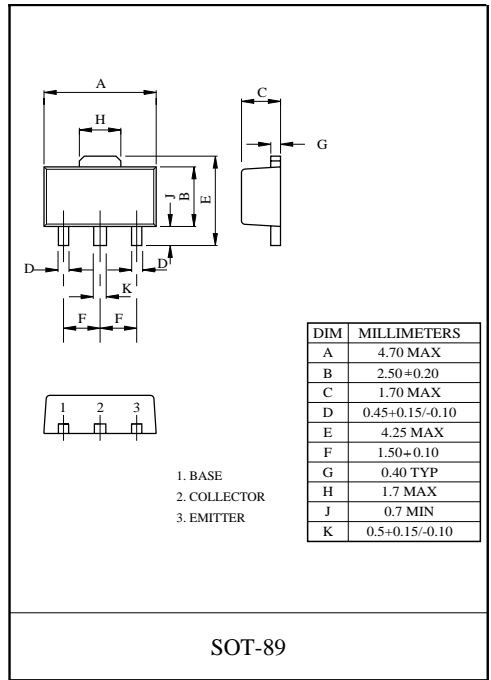 A
H
C
G
J
B
E
D
D
K
F
F
1 2 3
1. BASE
2. COLLECTOR
3. EMITTER
DIM MILLIMETERS
A 4.70 MAX
B 2.50±0.20
C 1.70 MAX
D 0.45+0.15/-0.10
E 4.25 MAX
F 1.50±0.10
G 0.40 TYP
H 1.7 MAX
J 0.7 MIN
K 0.5+0.15/-0.10
SOT-89